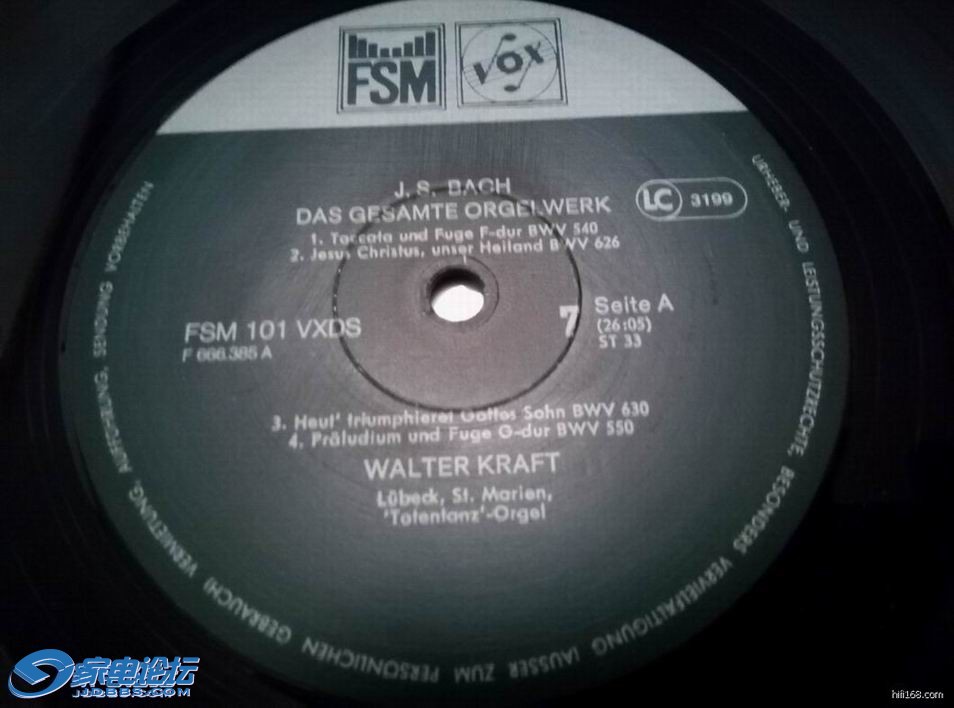 FSM
VOX
J. S. BACH
DAS GESAMTE ORGELWERK
LC 3199
1. Toccata und Fuge F-dur BWV 540
2. Jesus Christus, unser Heiland BWV 626
FSM 101 VXDS
F 666.385 A
7
Seite A
(26:05)
ST 33
3. Heut' triumphieret Gottes Sohn BWV 630
4. Präludium und Fuge G-dur BWV 550
WALTER KRAFT
Lübeck, St. Marien,
'Totentanz'-Orgel
URHEBER- UND LEISTUNGSSCHUTZRECHTE, BESONDERS VERVIELFÄLTIGUNG (AUSSER ZUM PERSÖNLICHEN GEBRAUCH) VERMIETUNG, AUFFÜHRUNG, SENDUNG VORBEHALTEN
家电论坛
JDBBS.COM
hifi168.com